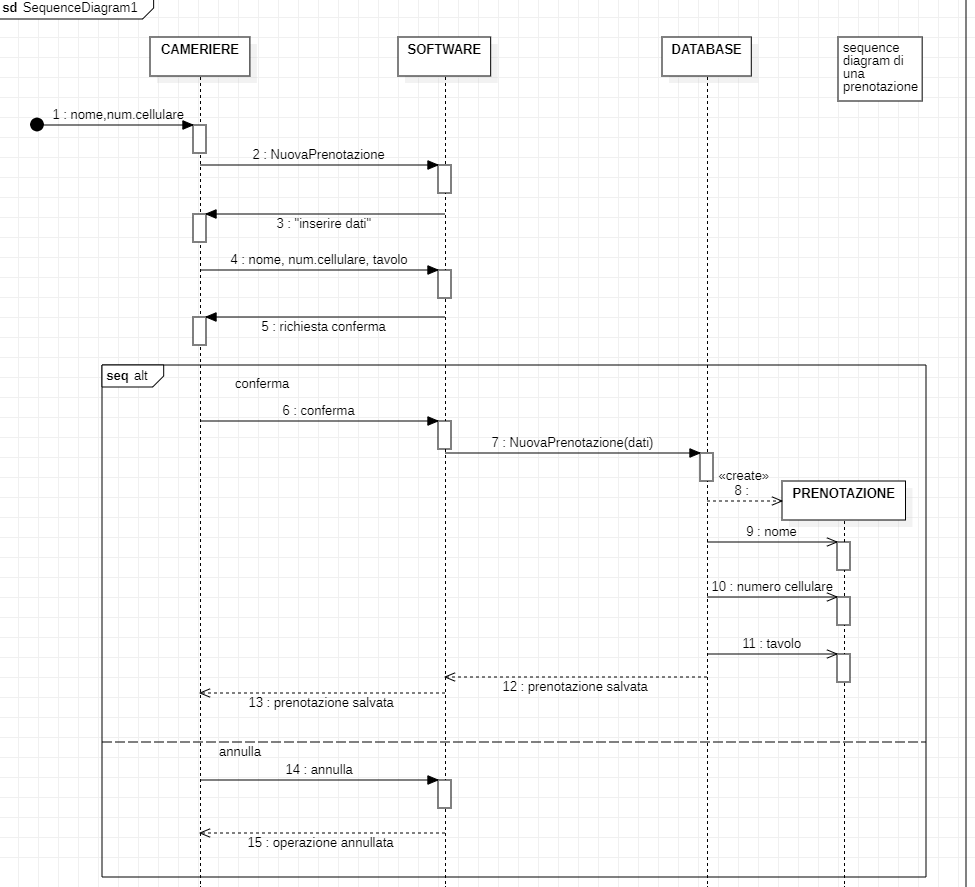 sd SequenceDiagram1
CAMERIERE
SOFTWARE
DATABASE
sequence
diagram di
una
prenotazione
1 : nome,num.cellulare
2 : NuovaPrenotazione
3 : "inserire dati"
4 : nome, num.cellulare, tavolo
5 : richiesta conferma
seq alt
conferma
6 : conferma
7 : NuovaPrenotazione(dati)
«create»
8 :
PRENOTAZIONE
9 : nome
10 : numero cellulare
11 : tavolo
12 : prenotazione salvata
13 : prenotazione salvata
annulla
14 : annulla
15 : operazione annullata